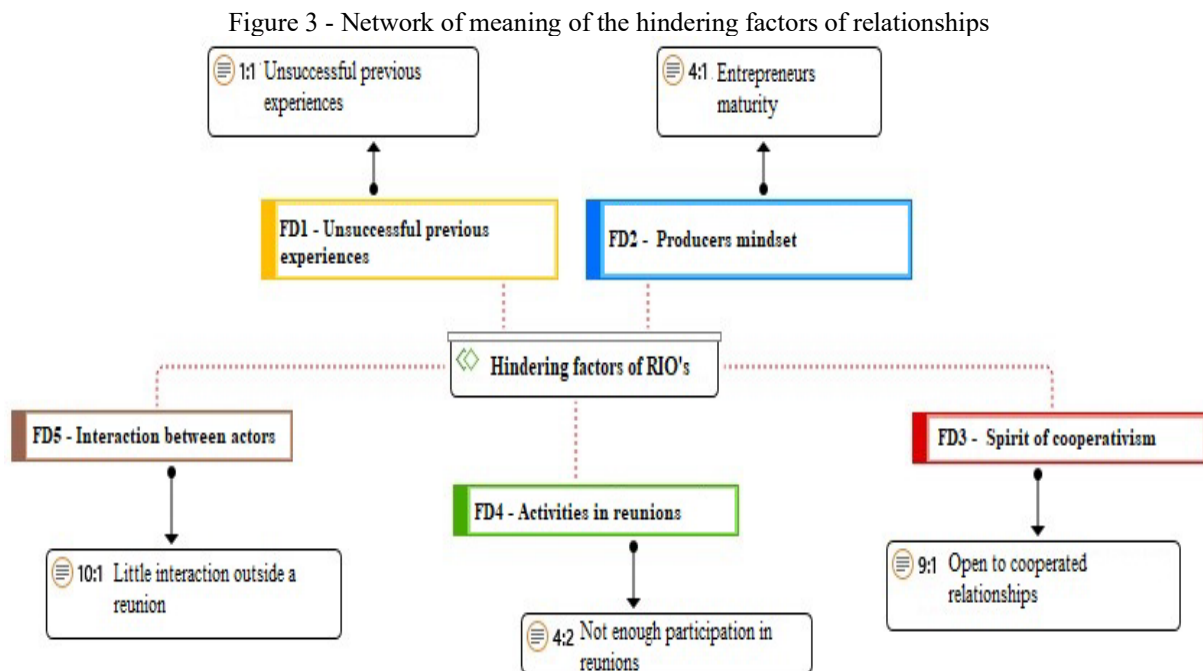 Figure 3 - Network of meaning of the hindering factors of relationships
1:1 Unsuccessful previous
experiences
4:1 Entrepreneurs
maturity
FD1 - Unsuccessful previous
experiences
FD2 - Producers mindset
Hindering factors of RIO's
FD5 - Interaction between actors
FD3 - Spirit of cooperativism
FD4 - Activities in reunions
10:1 Little interaction outside a
reunion
9:1 Open to cooperated
relationships
4:2 Not enough participation in
reunions